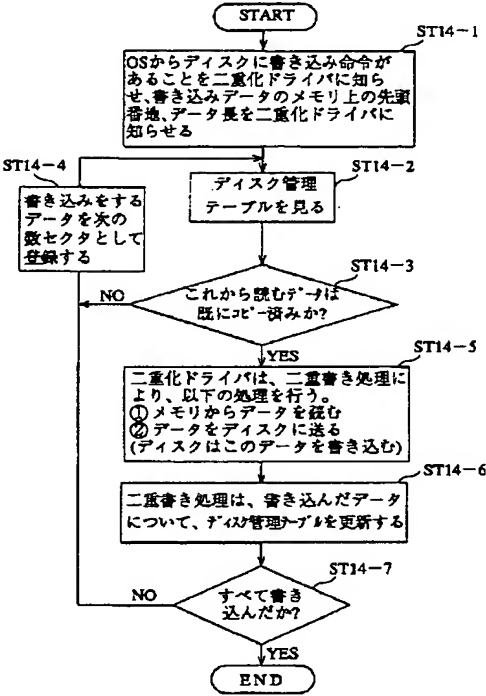 START
ST14-1
OSからディスクに書き込み命令が
あることを二重化ドライバに知ら
せ、書き込みデータのメモリ上の先頭
番地、データ長を二重化ドライバに
知らせる
ST14-4
ST14-2
書き込みをする
データを次の
数セクタとして
登録する
ディスク管理
テーブルを見る
ST14-3
これから読むデータは
既にコピー済みか?
NO
YES
ST14-5
二重化ドライバは、二重書き処理に
より、以下の処理を行う。
① メモリからデータを読む
② データをディスクに送る
(ディスクはこのデータを書き込む)
ST14-6
二重書き処理は、書き込んだデータ
について、ディスク管理テーブルを更新する
ST14-7
すべて書き
込んだか?
NO
YES
END